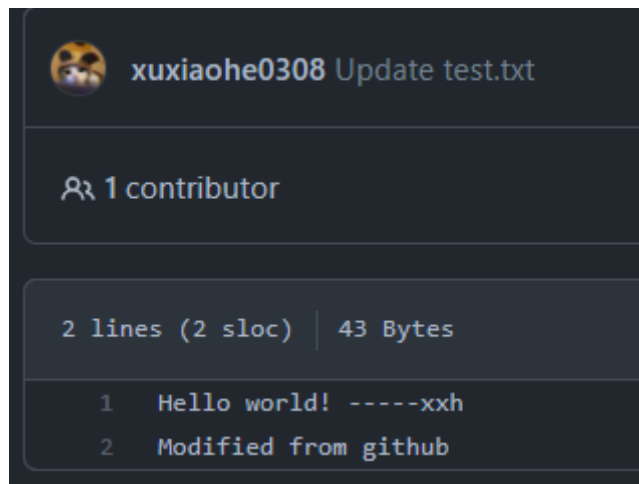 xuxiaohe0308 Update test.txt
1 contributor
2 lines (2 sloc) 43 Bytes
1 Hello world! -----xxh
2 Modified from github